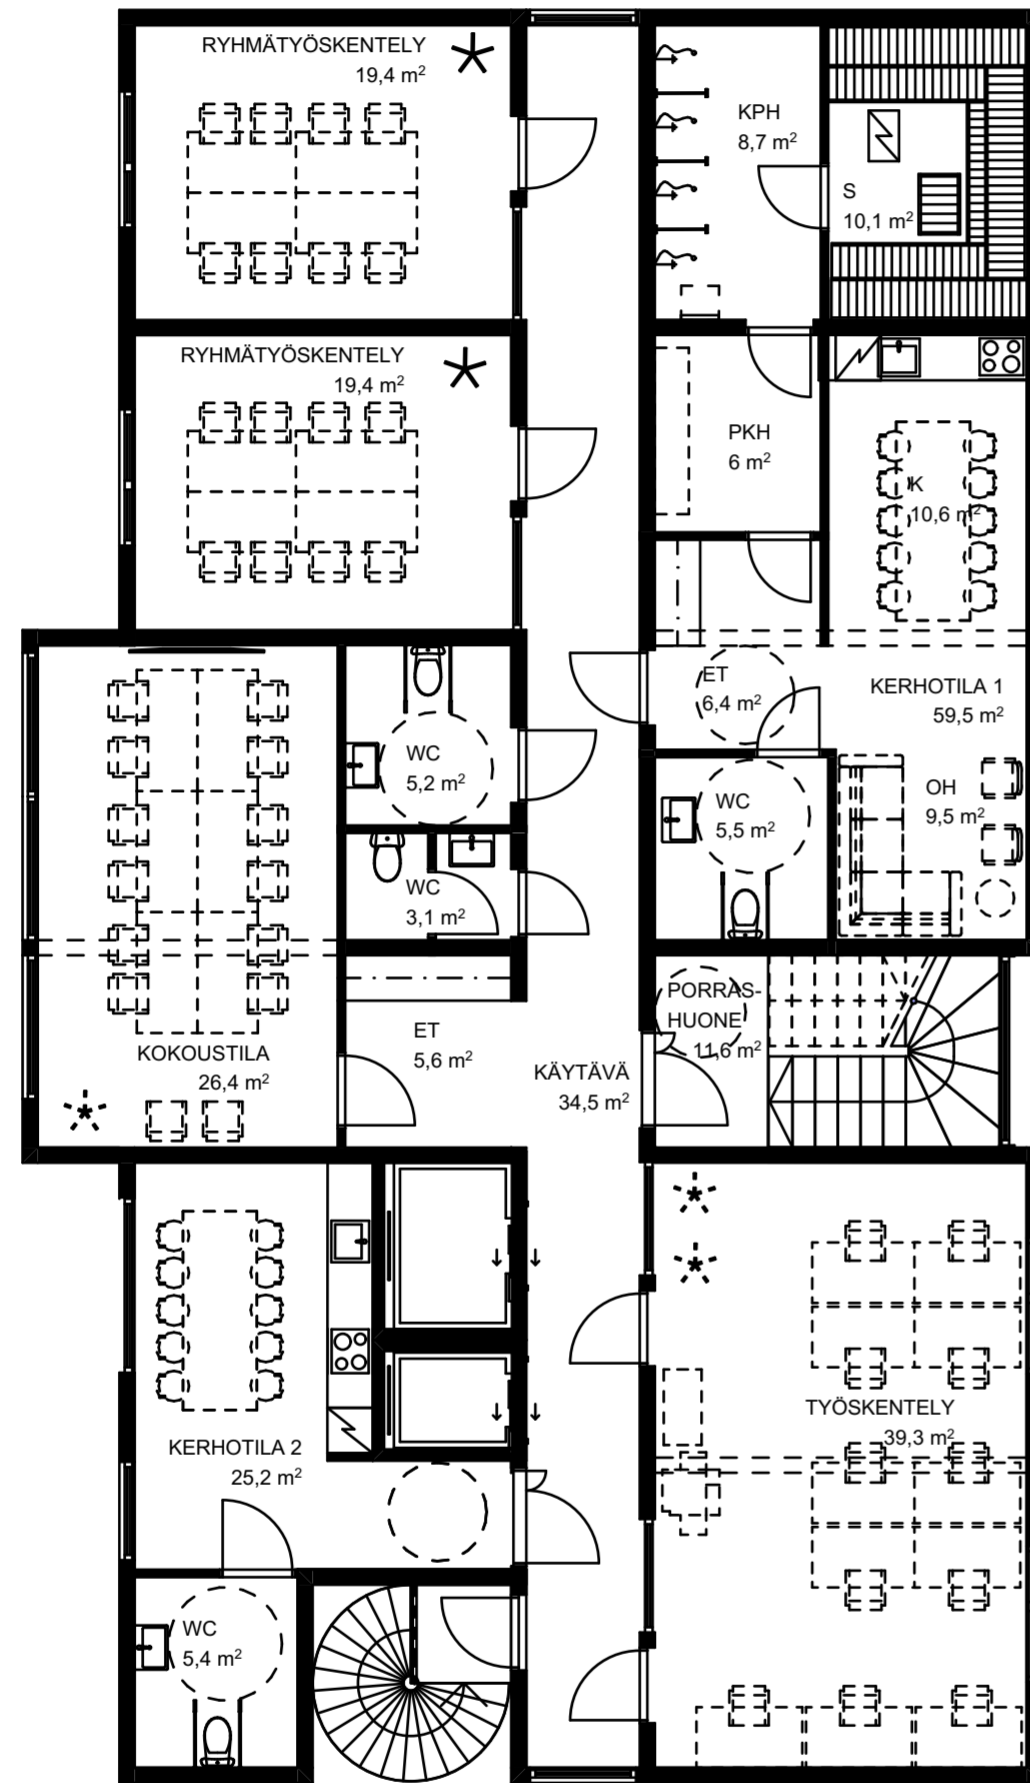 RYHMÄTYÖSKENTELY
19,4 m²
KPH
8,7 m²
S
10,1 m²
RYHMÄTYÖSKENTELY
19,4 m²
PKH
6 m²
K
10,6 m²
ET
6,4 m²
KERHOTILA 1
59,5 m²
WC
5,2 m²
WC
5,5 m²
OH
9,5 m²
WC
3,1 m²
PORRAS-
HUONE
11,6 m²
ET
5,6 m²
KOKOUSTILA
26,4 m²
KÄYTÄVÄ
34,5 m²
TYÖSKENTELY
39,3 m²
KERHOTILA 2
25,2 m²
WC
5,4 m²